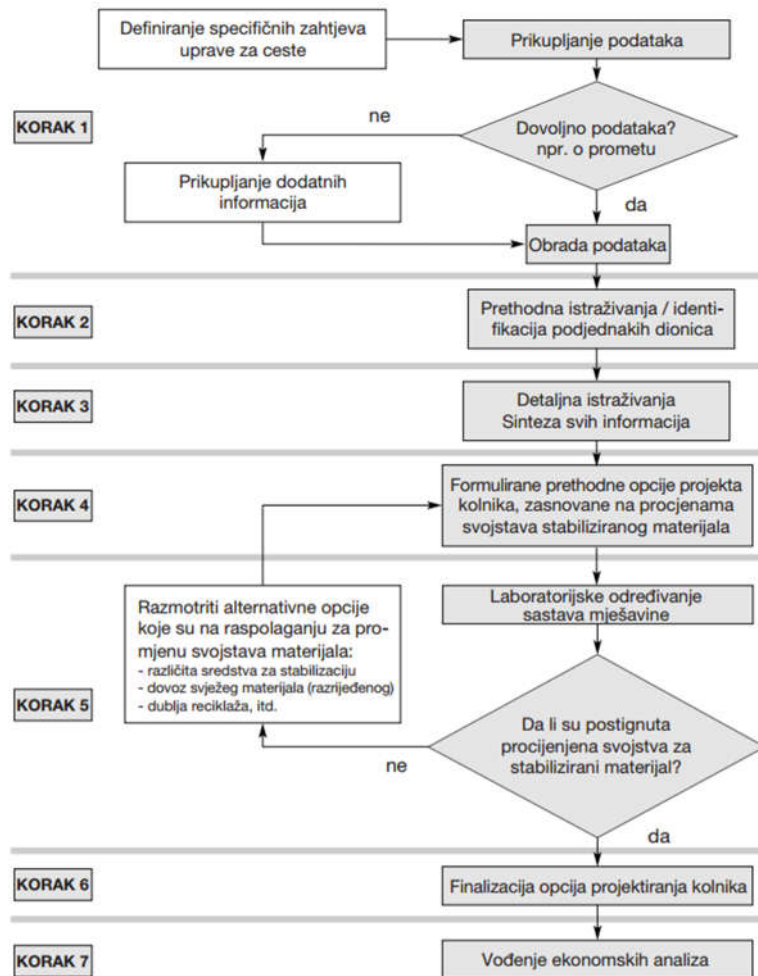 Definiranje specifičnih zahtjeva
uprave za ceste
Prikupljanje podataka
KORAK 1
ne
Dovoljno podataka?
npr. o prometu
Prikupljanje dodatnih
informacija
da
Obrada podataka
KORAK 2
Prethodna istraživanja / identi-
fikacija podjednakih dionica
KORAK 3
Detaljna istraživanja
Sinteza svih informacija
KORAK 4
Formulirane prethodne opcije projekta
kolnika, zasnovane na procjenama
svojstava stabiliziranog materijala
KORAK 5
Laboratorijske određivanje
sastava mješavine
Razmotriti alternativne opcije
koje su na raspolaganju za pro-
mjenu svojstava materijala:
- različita sredstva za stabilizaciju
- dovoz svježeg materijala (razrijeđenog)
- dublja reciklaža, itd.
Da li su postignuta
procijenjena svojstva za
stabilizirani materijal?
ne
da
KORAK 6
Finalizacija opcija projektiranja kolnika
KORAK 7
Vođenje ekonomskih analiza